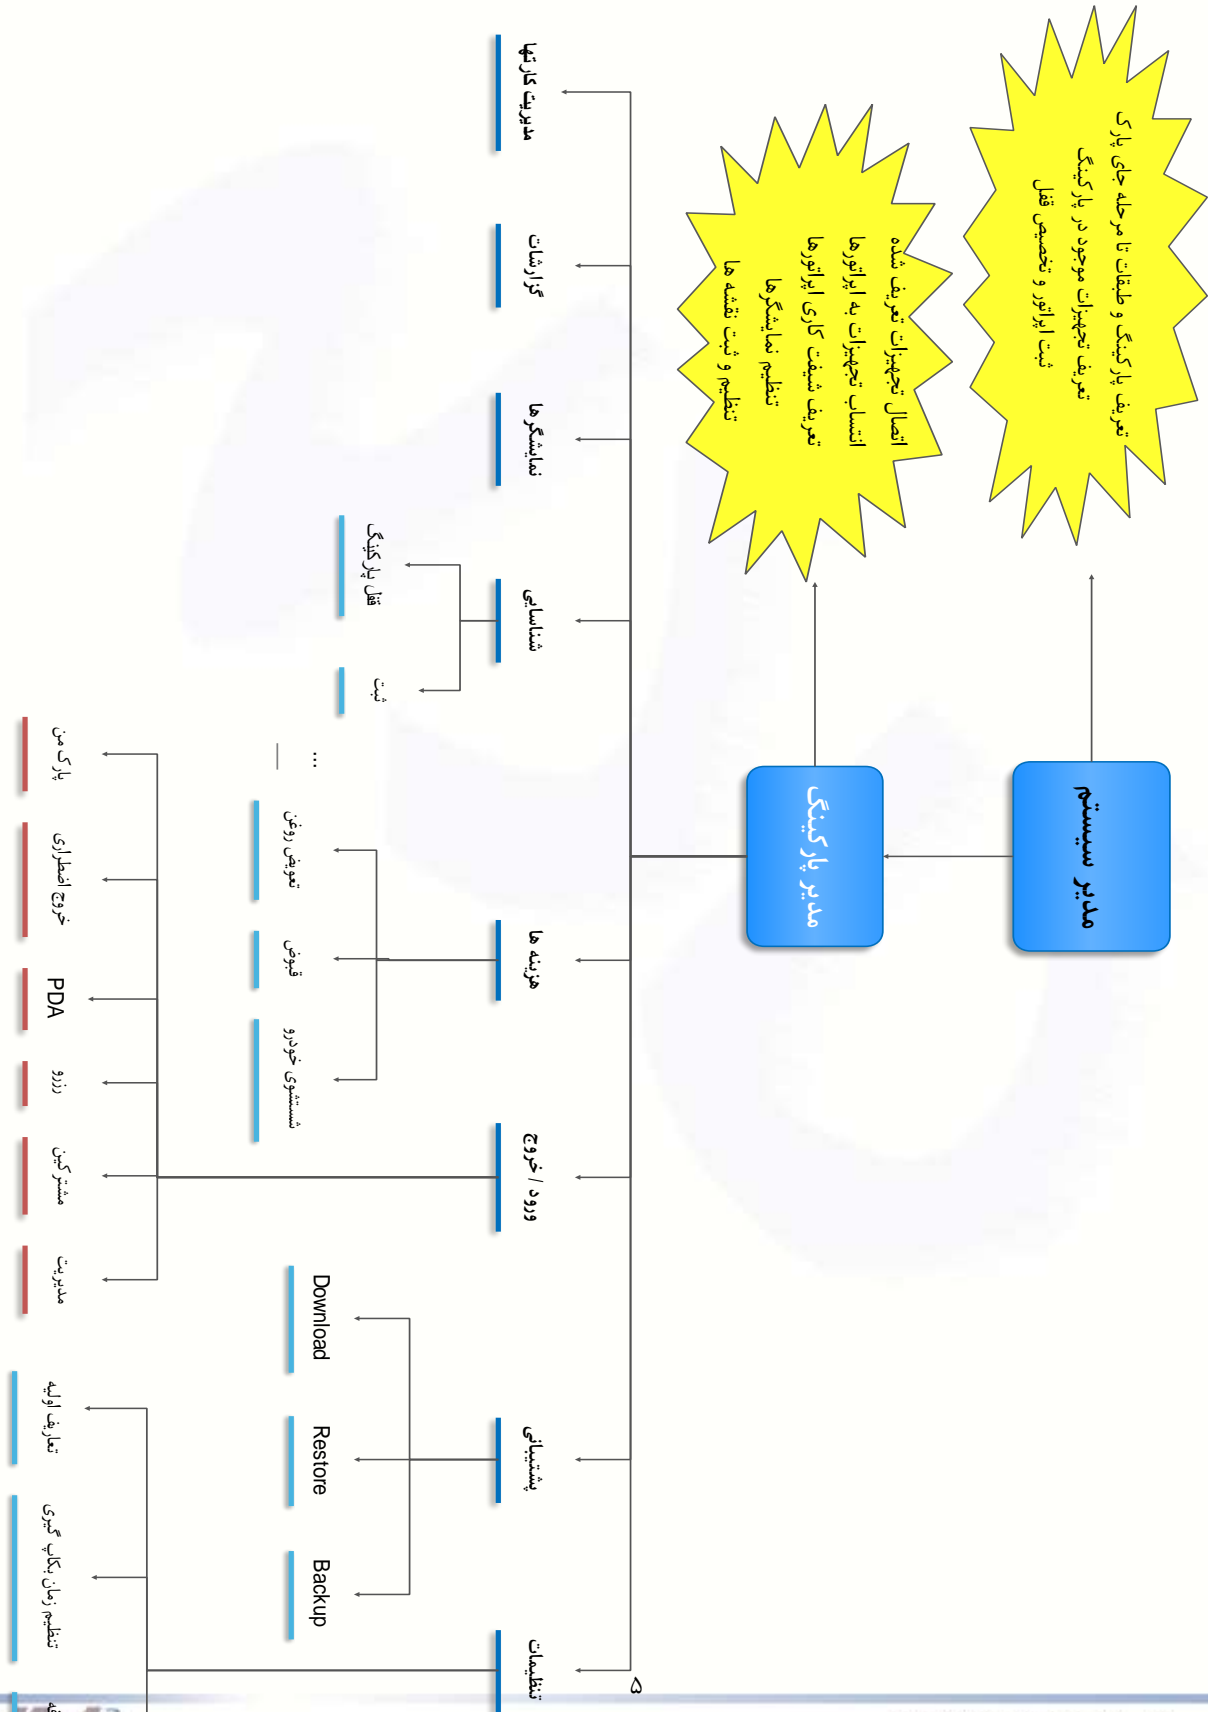 تعریف پارکینگ و طبقات تا مرحله جای پارک
تعریف تجهیزات موجود در پارکینگ
ثبت اپراتور و تخصیص قفل
مدیر سیستم
اتصال تجهیزات تعریف شده
انتساب تجهیزات به اپراتورها
تعریف شیفت کاری اپراتورها
تنظیم نمایشگرها
تنظیم و ثبت نقشه ها
مدیر پارکینگ
تنظیمات
پشتیبانی
ورود / خروج
هزینه ها
شناسایی
نمایشگرها
گزارشات
مدیریت کارتها
ثبت
قفل پارکینگ
شستشوی خودرو
قبوض
تعویض روغن
...
Backup
Restore
Download
مدیریت
مشترکین
رزرو
PDA
خروج اضطراری
پارک من
تنظیم زمان بکاپ گیری
تعاریف اولیه
۵